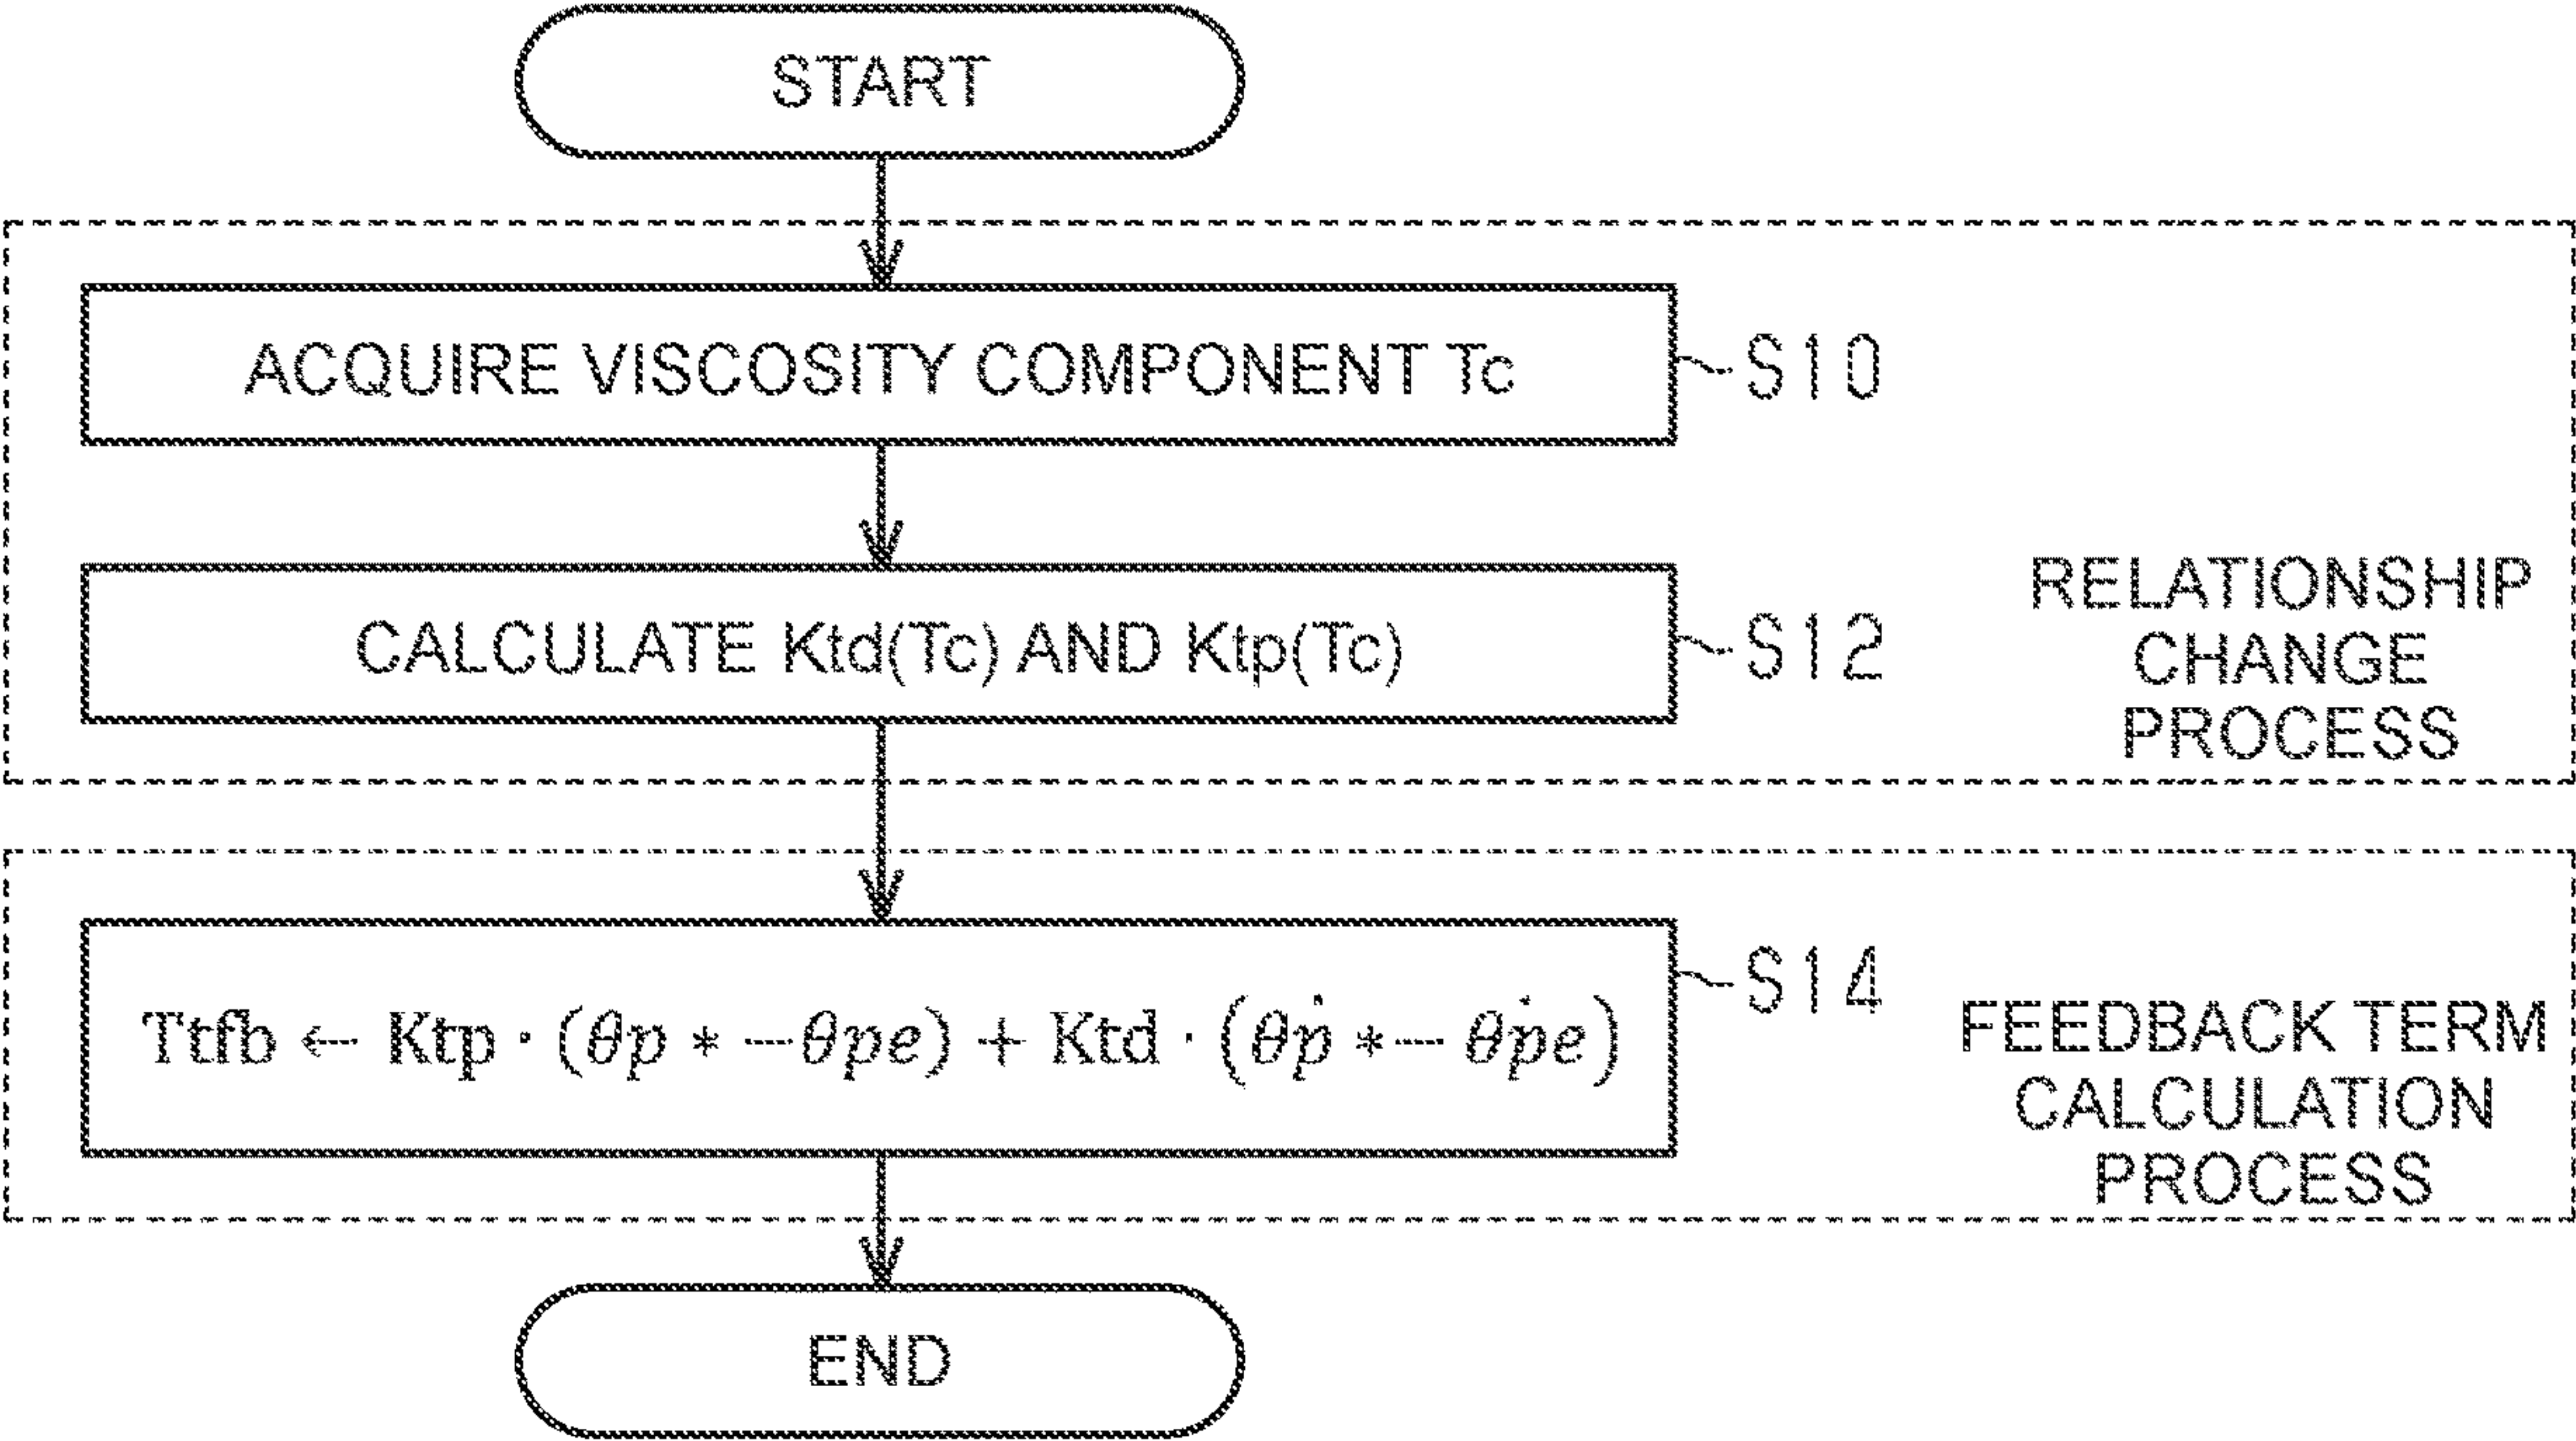 START
ACQUIRE VISCOSITY COMPONENT Tc
S10
CALCULATE Ktd(Tc) AND Ktp(Tc)
S12
RELATIONSHIP
CHANGE
PROCESS
Ttfb ← Ktp · (θp * − θpe) + Ktd · (θṗ * − θṗe)
S14
FEEDBACK TERM
CALCULATION
PROCESS
END